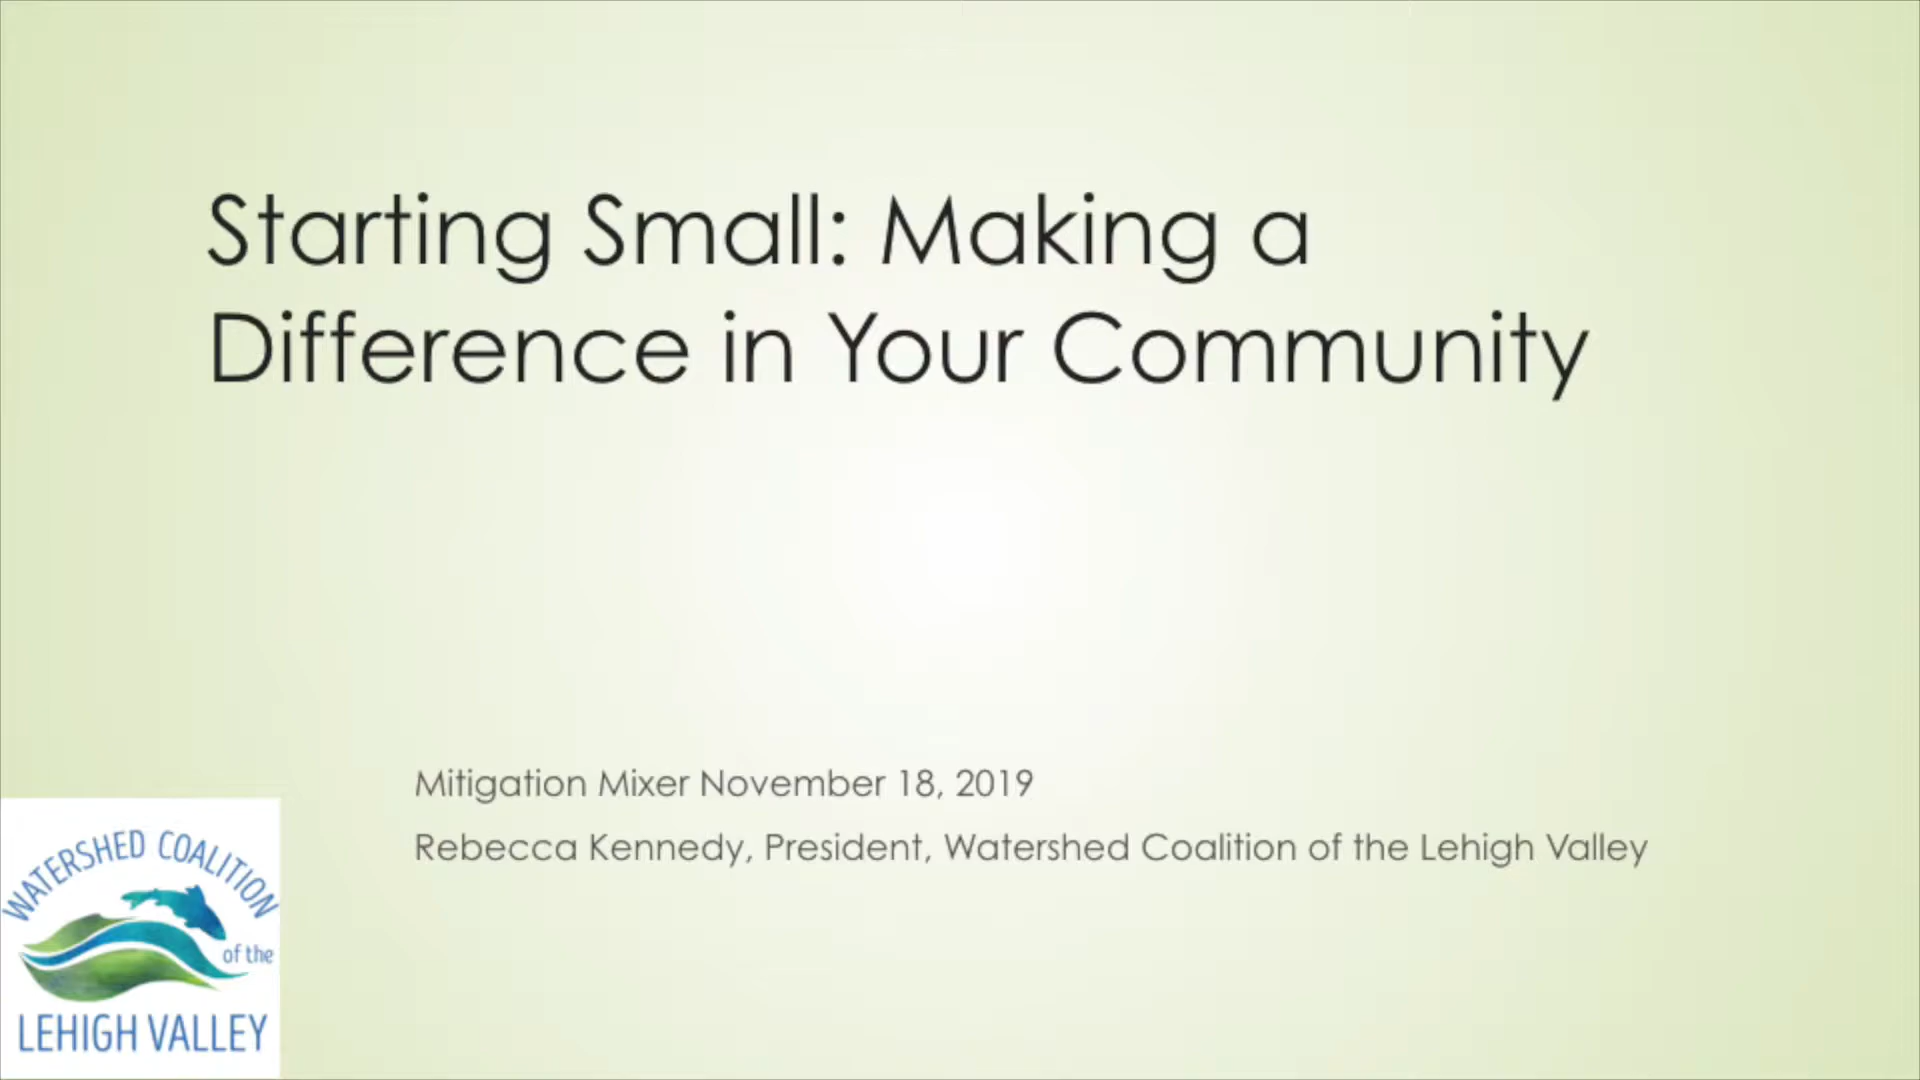 Starting Small: Making a
Difference in Your Community
Mitigation Mixer November 18, 2019
Rebecca Kennedy, President, Watershed Coalition of the Lehigh Valley
WATERSHED COALITION
of the
LEHIGH VALLEY